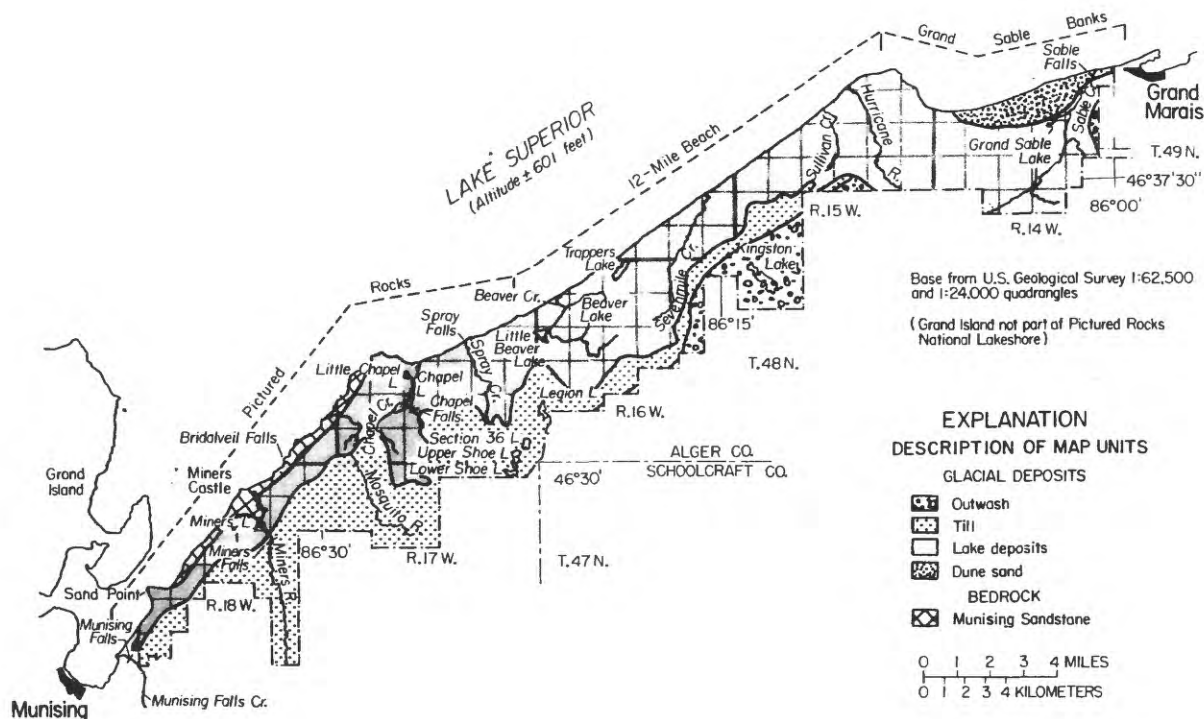 Grand Sable Banks
Sable
Falls
Grand
Marais
Hurricane R.
Sullivan Cr.
Sable Cr.
Grand Sable
Lake
T.49 N.
46°37'30"
86°00'
R.14 W.
R.15 W.
LAKE SUPERIOR
(Altitude ± 601 feet)
12-Mile Beach
Trappers
Lake
Kingston
Lake
Sevenmile Cr.
Rocks
Beaver Cr.
Beaver
Lake
Spray
Falls
Little
Beaver
Lake
Spray Cr.
86°15'
T.48 N.
Base from U.S. Geological Survey 1:62,500
and 1:24,000 quadrangles
(Grand Island not part of Pictured Rocks
National Lakeshore)
Legion L.
R.16 W.
Little Chapel
L
Chapel
L
Chapel Cr.
Chapel
Falls
Pictured
Bridalveil Falls
Section 36 L
Upper Shoe L
Lower Shoe L
ALGER CO.
SCHOOLCRAFT CO.
46°30'
Grand
Island
Miners
Castle
Mosquito R.
Miners L
Miners
Falls
86°30'
R.17 W.
T.47 N.
Miners R.
Sand Point
R.18 W.
Munising
Falls
Munising Falls Cr.
Munising
EXPLANATION
DESCRIPTION OF MAP UNITS
GLACIAL DEPOSITS
Outwash
Till
Lake deposits
Dune sand
BEDROCK
Munising Sandstane
0 1 2 3 4 MILES
0 1 2 3 4 KILOMETERS